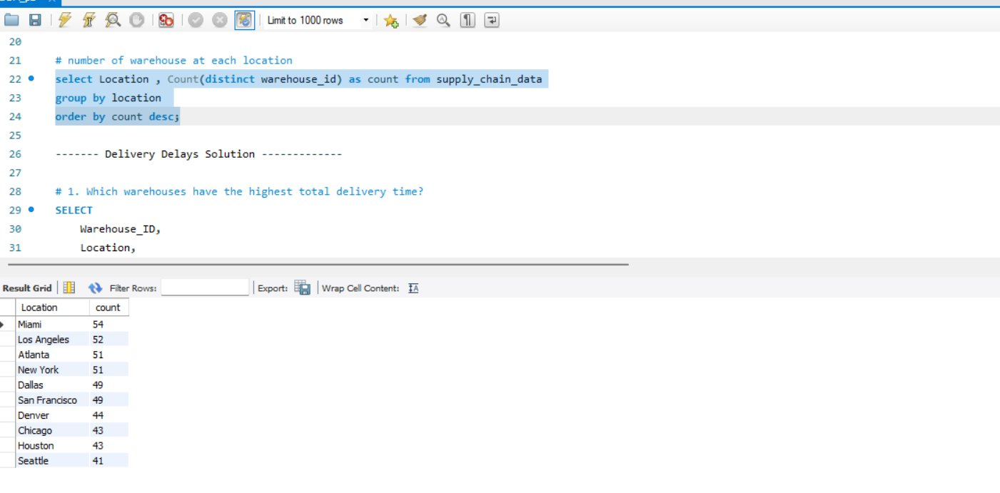 Limit to 1000 rows
20
21 # number of warehouse at each location
22 select Location , Count(distinct warehouse_id) as count from supply_chain_data
23 group by location
24 order by count desc;
25
26 ------- Delivery Delays Solution -------------
27
28 # 1. Which warehouses have the highest total delivery time?
29 SELECT
30 Warehouse_ID,
31 Location,
Result Grid Filter Rows: Export: Wrap Cell Content:
Location count
Miami 54
Los Angeles 52
Atlanta 51
New York 51
Dallas 49
San Francisco 49
Denver 44
Chicago 43
Houston 43
Seattle 41